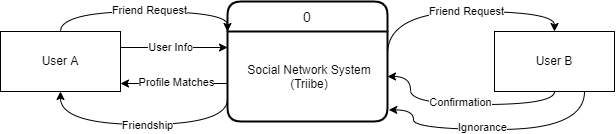 Friend Request
0
Friend Request
User A
User Info
Social Network System
(Triibe)
User B
Profile Matches
Confirmation
Friendship
Ignorance